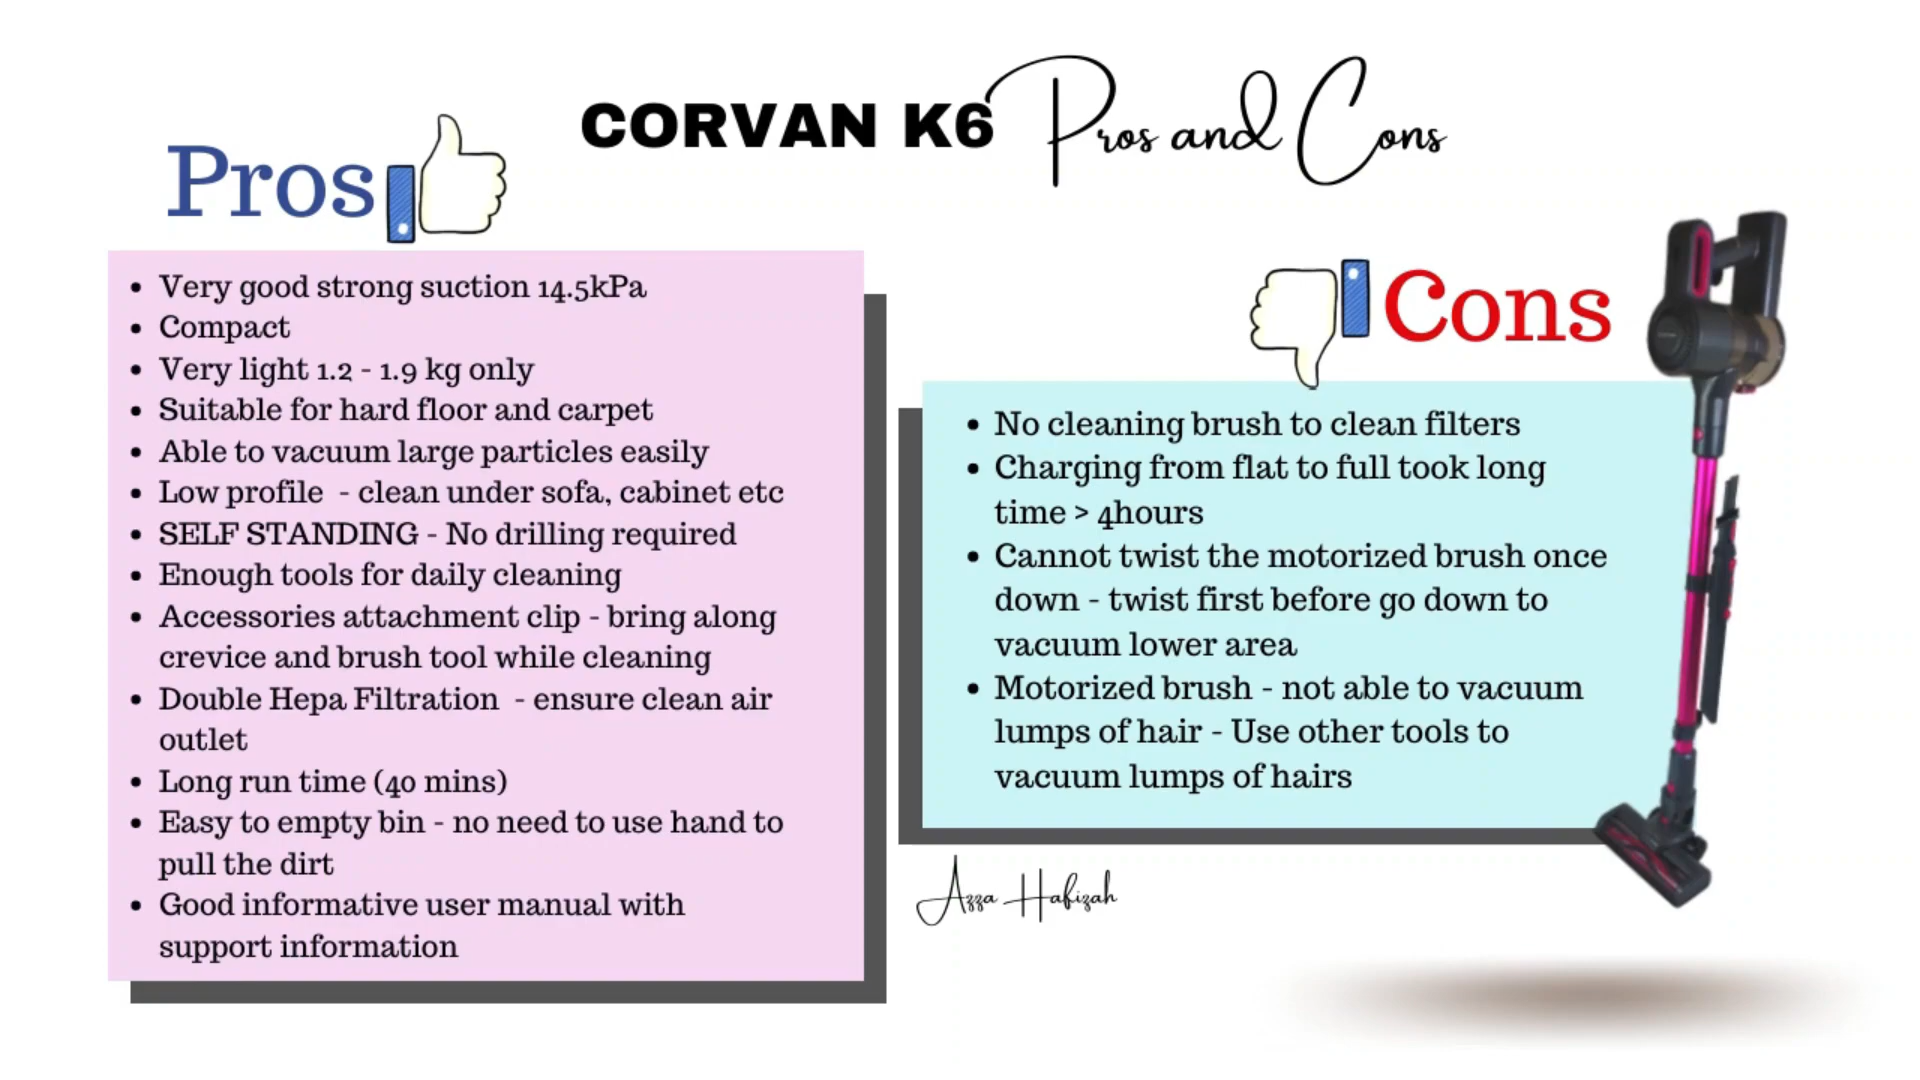 CORVAN K6 Pros and Cons
Pros
• Very good strong suction 14.5kPa
• Compact
• Very light 1.2 - 1.9 kg only
• Suitable for hard floor and carpet
• Able to vacuum large particles easily
• Low profile - clean under sofa, cabinet etc
• SELF STANDING - No drilling required
• Enough tools for daily cleaning
• Accessories attachment clip - bring along
crevice and brush tool while cleaning
• Double Hepa Filtration - ensure clean air
outlet
• Long run time (40 mins)
• Easy to empty bin - no need to use hand to
pull the dirt
• Good informative user manual with
support information
Cons
• No cleaning brush to clean filters
• Charging from flat to full took long
time > 4hours
• Cannot twist the motorized brush once
down - twist first before go down to
vacuum lower area
• Motorized brush - not able to vacuum
lumps of hair - Use other tools to
vacuum lumps of hairs
Azza Hafizah